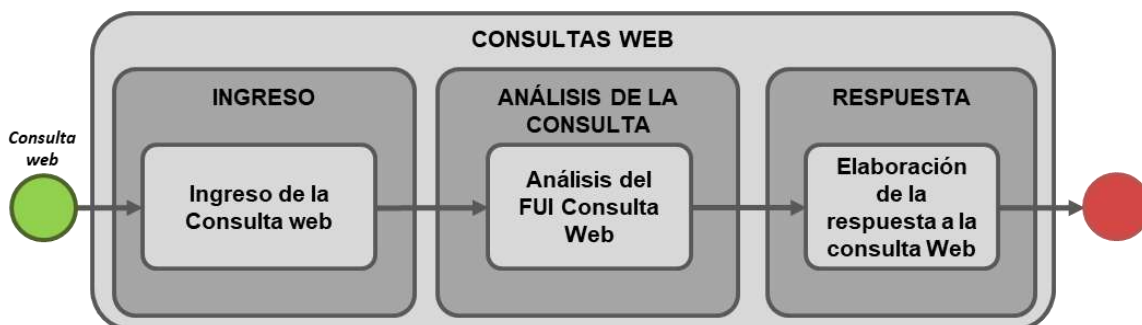 CONSULTAS WEB
Consulta
web
INGRESO
Ingreso de la
Consulta web
ANÁLISIS DE LA
CONSULTA
Análisis del
FUI Consulta
Web
RESPUESTA
Elaboración
de la
respuesta a la
consulta Web